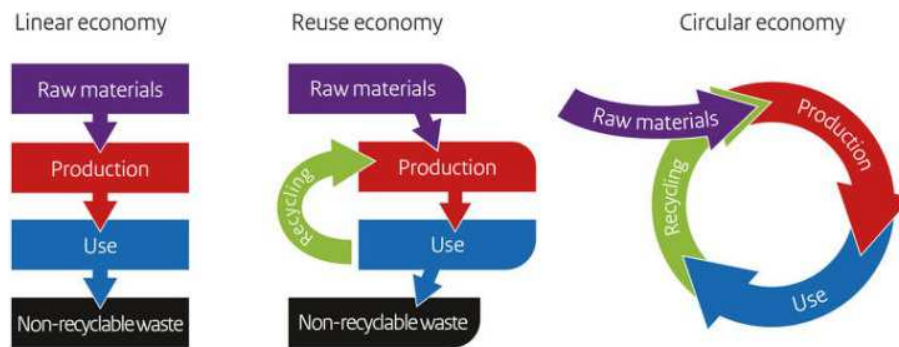 Linear economy
Raw materials
Production
Use
Non-recyclable waste
Reuse economy
Raw materials
Production
Recycling
Use
Non-recyclable waste
Circular economy
Raw materials
Production
Recycling
Use